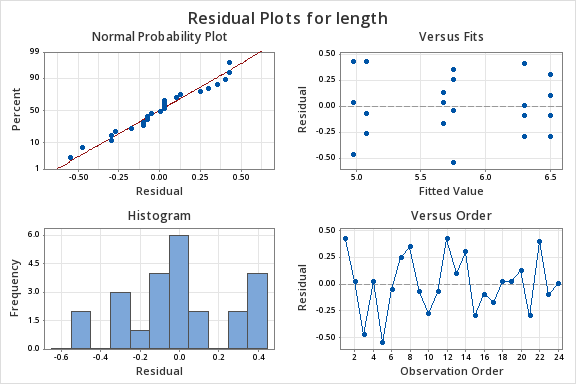 Residual Plots for length
Normal Probability Plot
Versus Fits
99
90
50
10
1
Percent
-0.50
-0.25
0.00
0.25
0.50
Residual
0.50
0.25
0.00
-0.25
-0.50
Residual
5.0
5.5
6.0
6.5
Fitted Value
Histogram
Versus Order
6.0
4.5
3.0
1.5
0.0
Frequency
-0.6
-0.4
-0.2
0.0
0.2
0.4
Residual
0.50
0.25
0.00
-0.25
-0.50
Residual
2 4 6 8 10 12 14 16 18 20 22 24
Observation Order